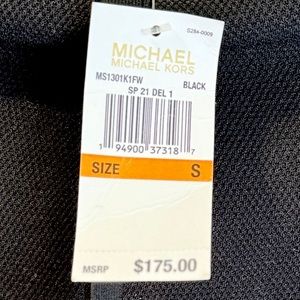 S284-0009
MICHAEL
MICHAEL KORS
MS1301K1FW BLACK
SP 21 DEL 1
1 94900 37318 7
SIZE S
MSRP $175.00